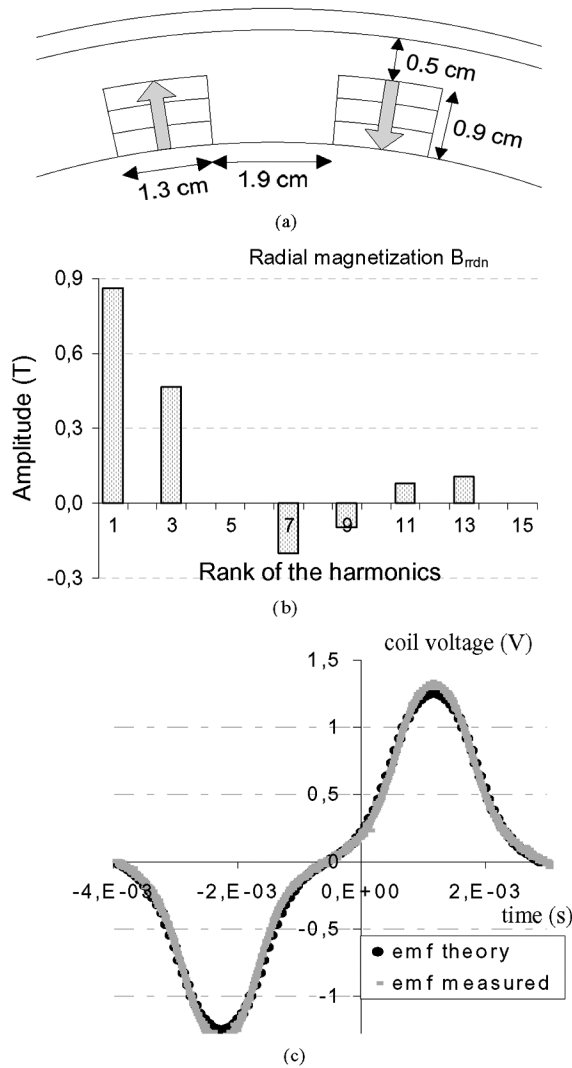 0.5 cm
0.9 cm
1.3 cm
1.9 cm
(a)
Radial magnetization Brrdn
Amplitude (T)
0,9
0,6
0,3
0,0
-0,3
1 3 5 7 9 11 13 15
Rank of the harmonics
(b)
coil voltage (V)
1,5
1
0,5
0
-4,E-03 -2,E-03 0,E+00 2,E-03
time (s)
-0,5
-1
emf theory
emf measured
(c)